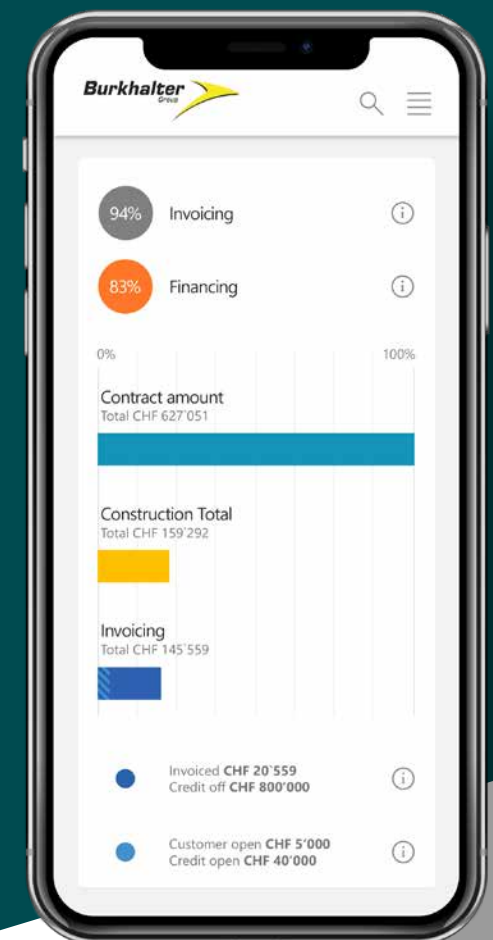 Burkhalter
Group
94% Invoicing
83% Financing
0% 100%
Contract amount
Total CHF 627'051
Construction Total
Total CHF 159'292
Invoicing
Total CHF 145'559
Invoiced CHF 20'559
Credit off CHF 800'000
Customer open CHF 5'000
Credit open CHF 40'000